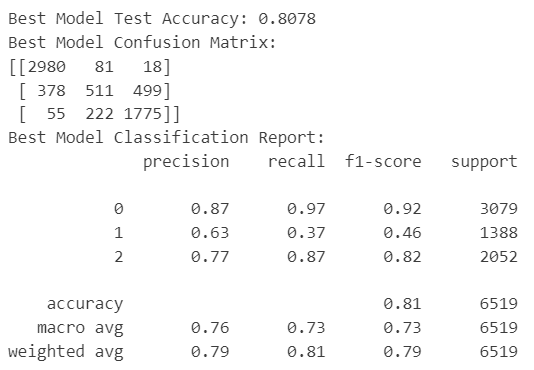 Best Model Test Accuracy: 0.8078
Best Model Confusion Matrix:
[[2980   81   18]
 [ 378  511  499]
 [  55  222 1775]]
Best Model Classification Report:
              precision    recall  f1-score   support

           0       0.87      0.97      0.92      3079
           1       0.63      0.37      0.46      1388
           2       0.77      0.87      0.82      2052

    accuracy                           0.81      6519
   macro avg       0.76      0.73      0.73      6519
weighted avg       0.79      0.81      0.79      6519